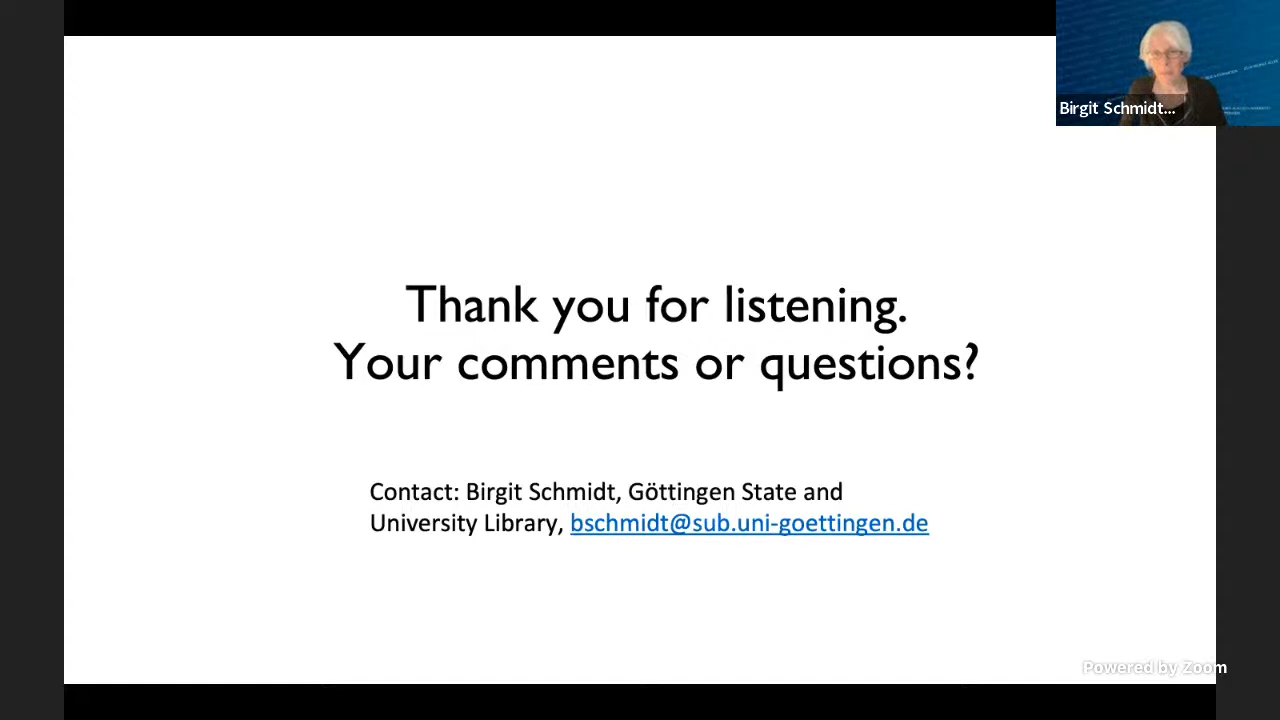 Birgit Schmidt...
Thank you for listening.
Your comments or questions?
Contact: Birgit Schmidt, Göttingen State and
University Library, bschmidt@sub.uni-goettingen.de
Powered by Zoom